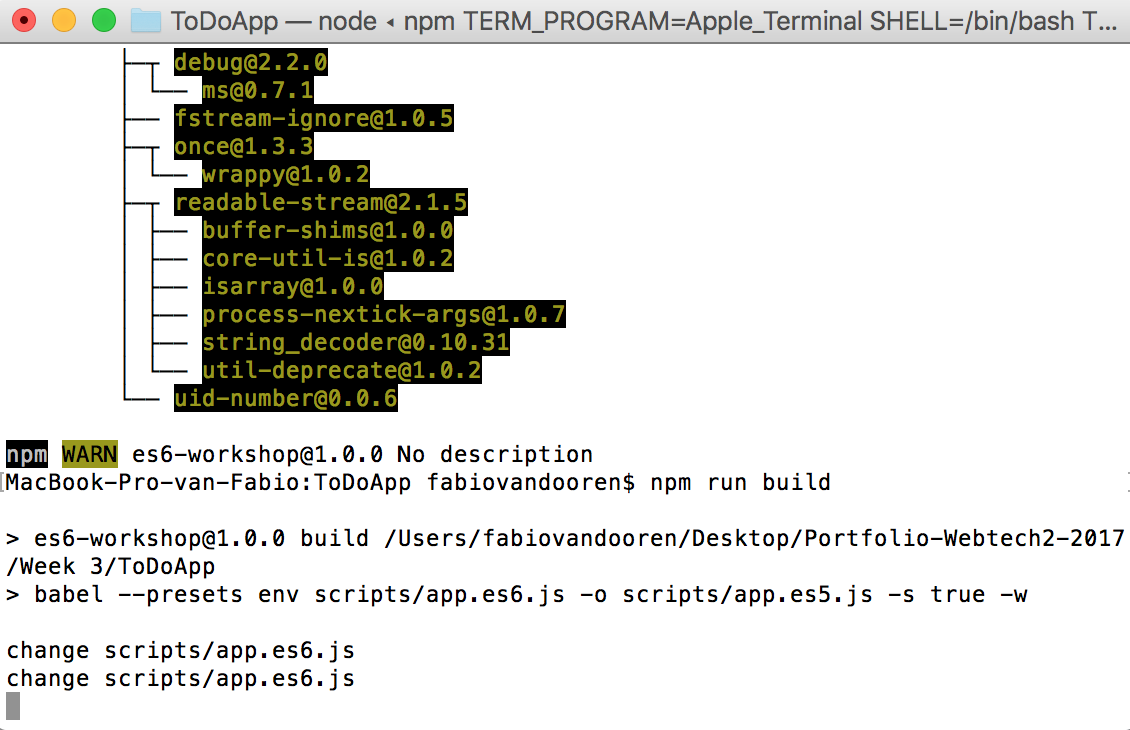 ToDoApp — node ◂ npm TERM_PROGRAM=Apple_Terminal SHELL=/bin/bash T...
debug@2.2.0
ms@0.7.1
fstream-ignore@1.0.5
once@1.3.3
wrappy@1.0.2
readable-stream@2.1.5
buffer-shims@1.0.0
core-util-is@1.0.2
isarray@1.0.0
process-nextick-args@1.0.7
string_decoder@0.10.31
util-deprecate@1.0.2
uid-number@0.0.6
npm WARN es6-workshop@1.0.0 No description
[MacBook-Pro-van-Fabio:ToDoApp fabiovandooren$ npm run build
> es6-workshop@1.0.0 build /Users/fabiovandooren/Desktop/Portfolio-Webtech2-2017
/Week 3/ToDoApp
> babel --presets env scripts/app.es6.js -o scripts/app.es5.js -s true -w
change scripts/app.es6.js
change scripts/app.es6.js